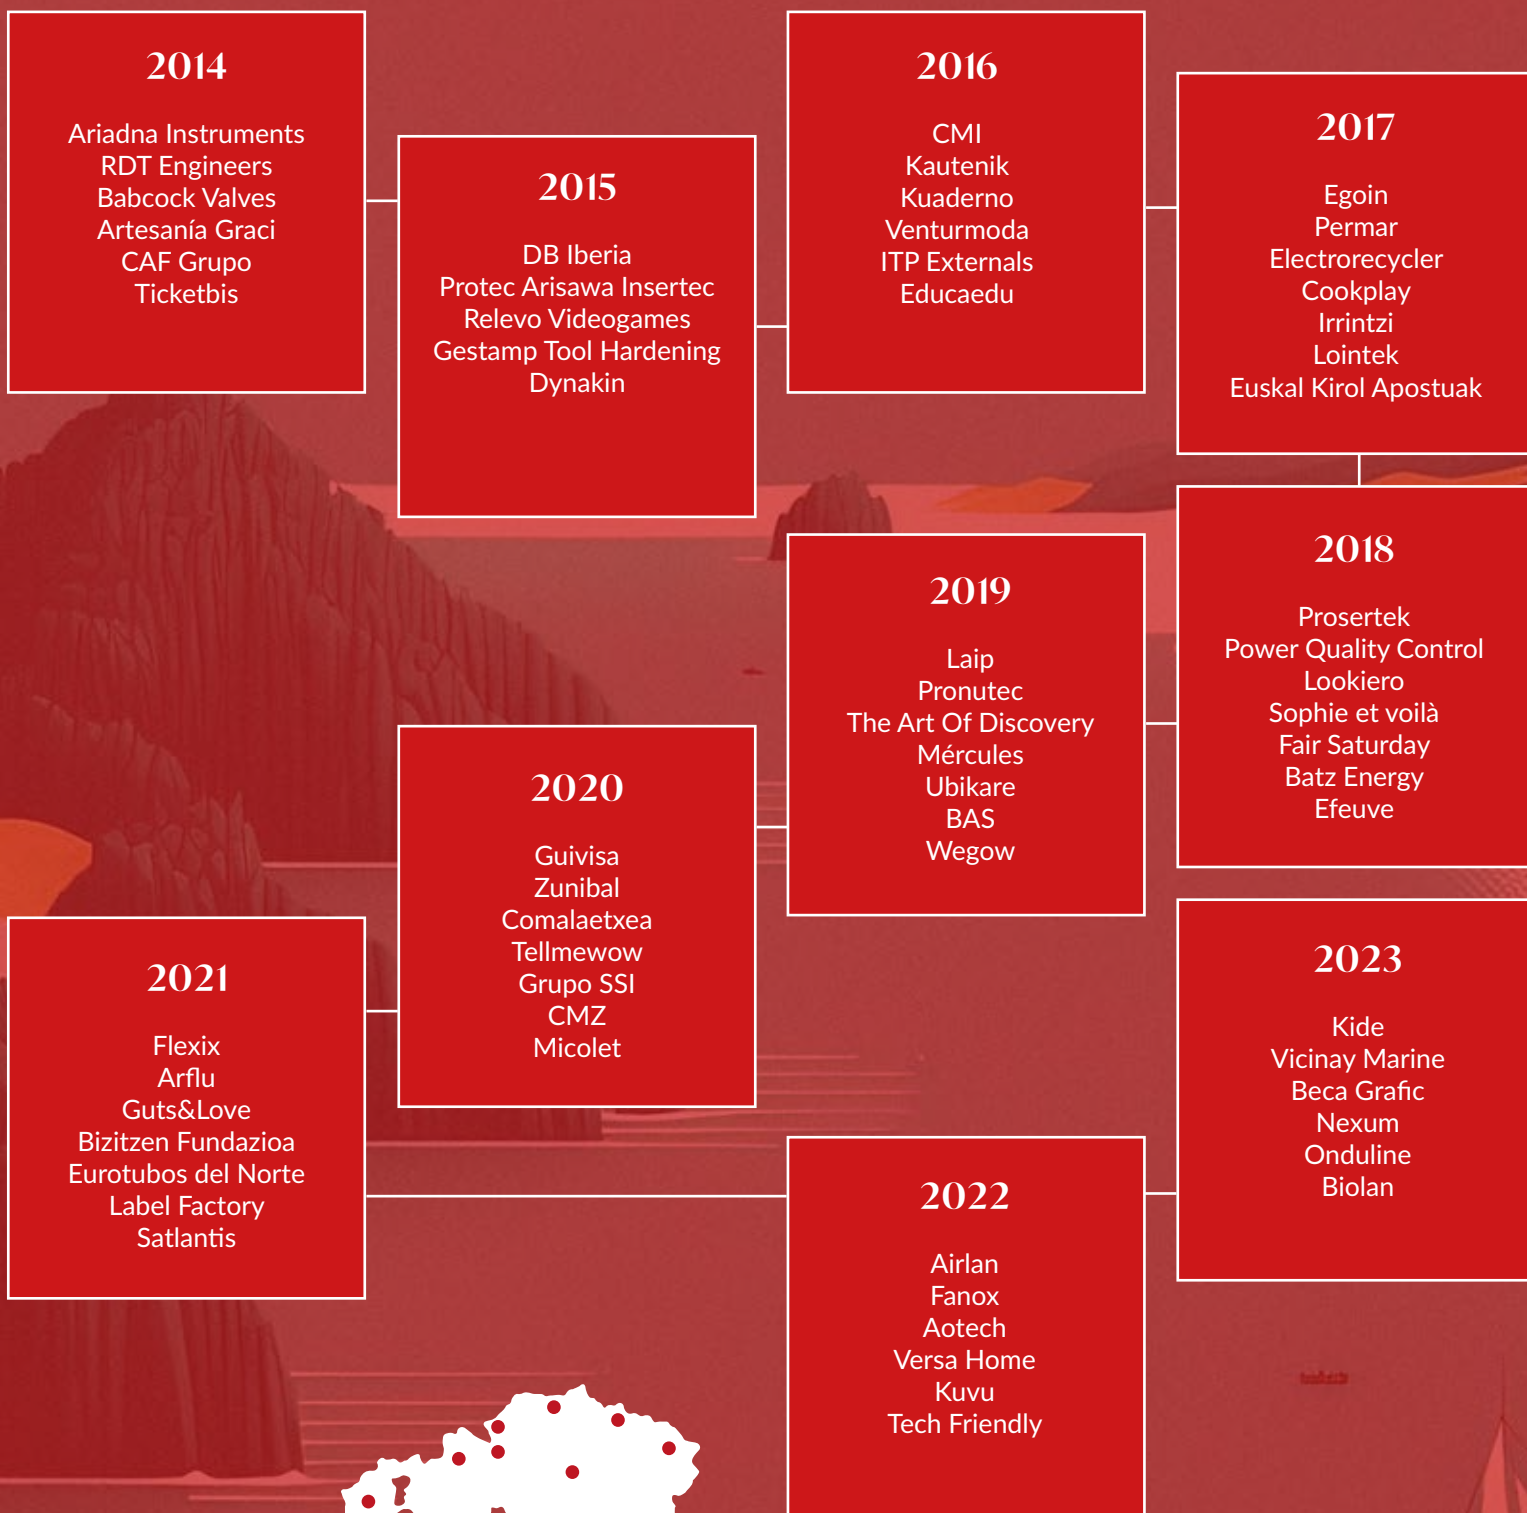 2014
Ariadna Instruments
RDT Engineers
Babcock Valves
Artesanía Graci
CAF Grupo
Ticketbis
2015
DB Iberia
Protec Arisawa Insertec
Relevo Videogames
Gestamp Tool Hardening
Dynakin
2016
CMI
Kautenik
Kuaderno
Venturmoda
ITP Externals
Educaedu
2017
Egoin
Permar
Electrorecycler
Cookplay
Irrintzi
Lointek
Euskal Kirol Apostuak
2018
Prosertek
Power Quality Control
Lookiero
Sophie et voilà
Fair Saturday
Batz Energy
Efeuve
2019
Laip
Pronutec
The Art Of Discovery
Mércules
Ubikare
BAS
Wegow
2020
Guivisa
Zunibal
Comalaetxea
Tellmewow
Grupo SSI
CMZ
Micolet
2021
Flexix
Arflu
Guts&Love
Bizitzen Fundazioa
Eurotubos del Norte
Label Factory
Satlantis
2022
Airlan
Fanox
Aotech
Versa Home
Kuvu
Tech Friendly
2023
Kide
Vicinay Marine
Beca Grafic
Nexum
Onduline
Biolan